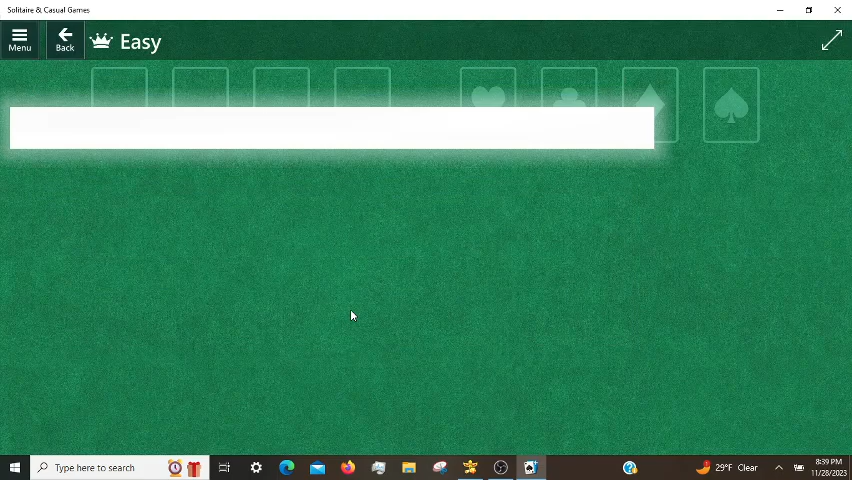 Solitaire & Casual Games
Menu
Back
Easy
Type here to search
29°F Clear
8:39 PM
11/28/2023